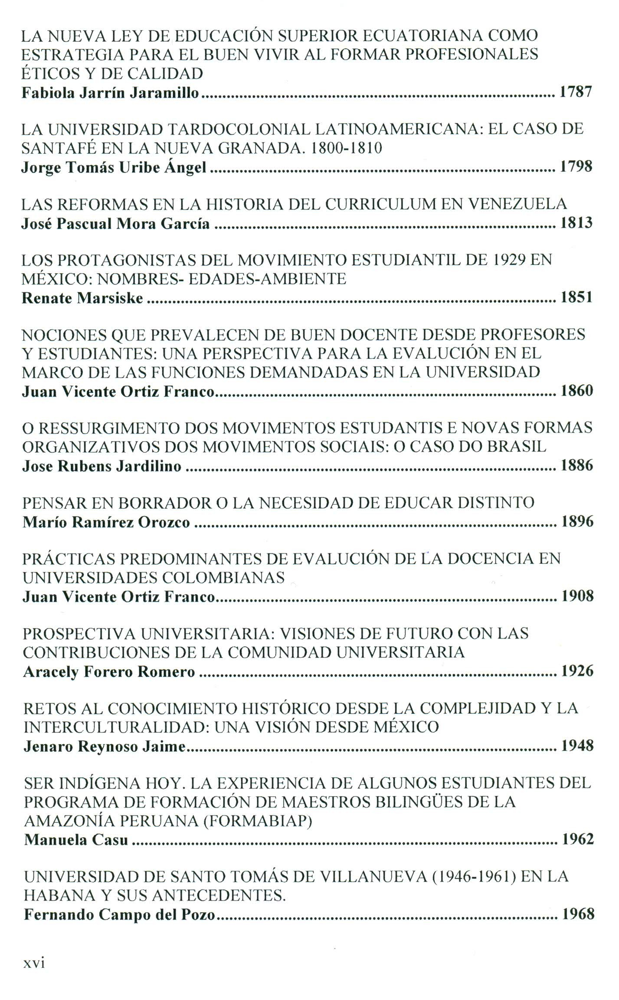 LA NUEVA LEY DE EDUCACIÓN SUPERIOR ECUATORIANA COMO
ESTRATEGIA PARA EL BUEN VIVIR AL FORMAR PROFESIONALES
ÉTICOS Y DE CALIDAD
Fabiola Jarrín Jaramillo.................................................................................... 1787
LA UNIVERSIDAD TARDOCOLONIAL LATINOAMERICANA: EL CASO DE
SANTAFÉ EN LA NUEVA GRANADA. 1800-1810
Jorge Tomás Uribe Ángel .................................................................................. 1798
LAS REFORMAS EN LA HISTORIA DEL CURRICULUM EN VENEZUELA
José Pascual Mora García ................................................................................. 1813
LOS PROTAGONISTAS DEL MOVIMIENTO ESTUDIANTIL DE 1929 EN
MÉXICO: NOMBRES- EDADES-AMBIENTE
Renate Marsiske ................................................................................................. 1851
NOCIONES QUE PREVALECEN DE BUEN DOCENTE DESDE PROFESORES
Y ESTUDIANTES: UNA PERSPECTIVA PARA LA EVALUCIÓN EN EL
MARCO DE LAS FUNCIONES DEMANDADAS EN LA UNIVERSIDAD
Juan Vicente Ortiz Franco................................................................................. 1860
O RESSURGIMENTO DOS MOVIMENTOS ESTUDANTIS E NOVAS FORMAS
ORGANIZATIVOS DOS MOVIMENTOS SOCIAIS: O CASO DO BRASIL
Jose Rubens Jardilino ........................................................................................ 1886
PENSAR EN BORRADOR O LA NECESIDAD DE EDUCAR DISTINTO
Marío Ramírez Orozco ...................................................................................... 1896
PRÁCTICAS PREDOMINANTES DE EVALUCIÓN DE LA DOCENCIA EN
UNIVERSIDADES COLOMBIANAS
Juan Vicente Ortiz Franco................................................................................. 1908
PROSPECTIVA UNIVERSITARIA: VISIONES DE FUTURO CON LAS
CONTRIBUCIONES DE LA COMUNIDAD UNIVERSITARIA
Aracely Forero Romero ..................................................................................... 1926
RETOS AL CONOCIMIENTO HISTÓRICO DESDE LA COMPLEJIDAD Y LA
INTERCULTURALIDAD: UNA VISIÓN DESDE MÉXICO
Jenaro Reynoso Jaime........................................................................................ 1948
SER INDÍGENA HOY. LA EXPERIENCIA DE ALGUNOS ESTUDIANTES DEL
PROGRAMA DE FORMACIÓN DE MAESTROS BILINGÜES DE LA
AMAZONÍA PERUANA (FORMABIAP)
Manuela Casu ..................................................................................................... 1962
UNIVERSIDAD DE SANTO TOMÁS DE VILLANUEVA (1946-1961) EN LA
HABANA Y SUS ANTECEDENTES.
Fernando Campo del Pozo................................................................................. 1968
xvi